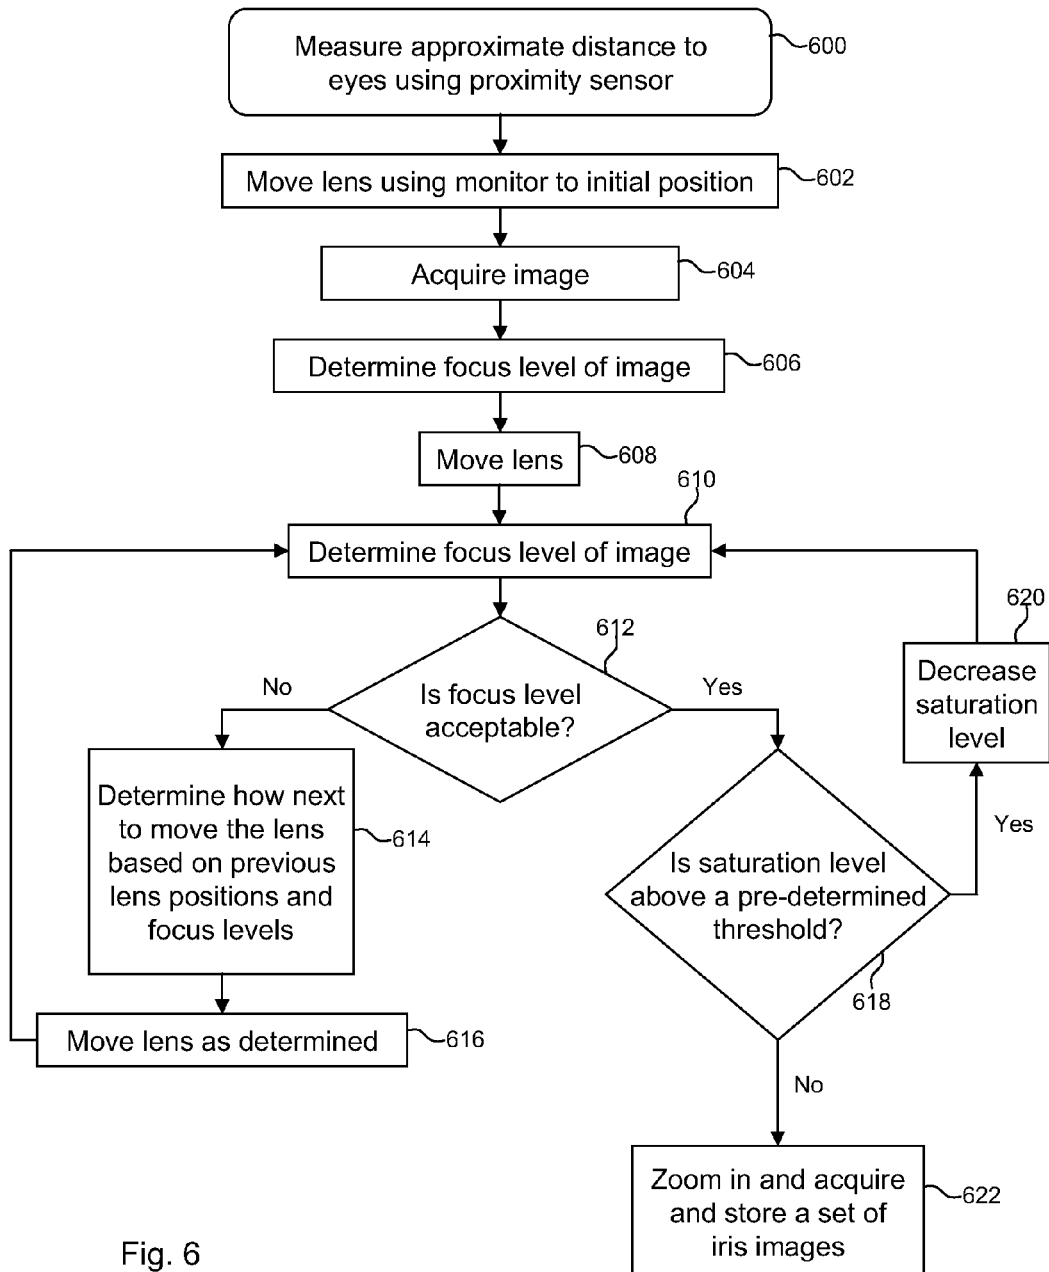 Measure approximate distance to
eyes using proximity sensor
600
Move lens using monitor to initial position
602
Acquire image
604
Determine focus level of image
606
Move lens
608
610
Determine focus level of image
612
Is focus level
acceptable?
No
Yes
620
Decrease
saturation
level
Determine how next
to move the lens
based on previous
lens positions and
focus levels
614
Yes
Is saturation level
above a pre-determined
threshold?
618
Move lens as determined
616
No
Zoom in and acquire
and store a set of
iris images
622
Fig. 6